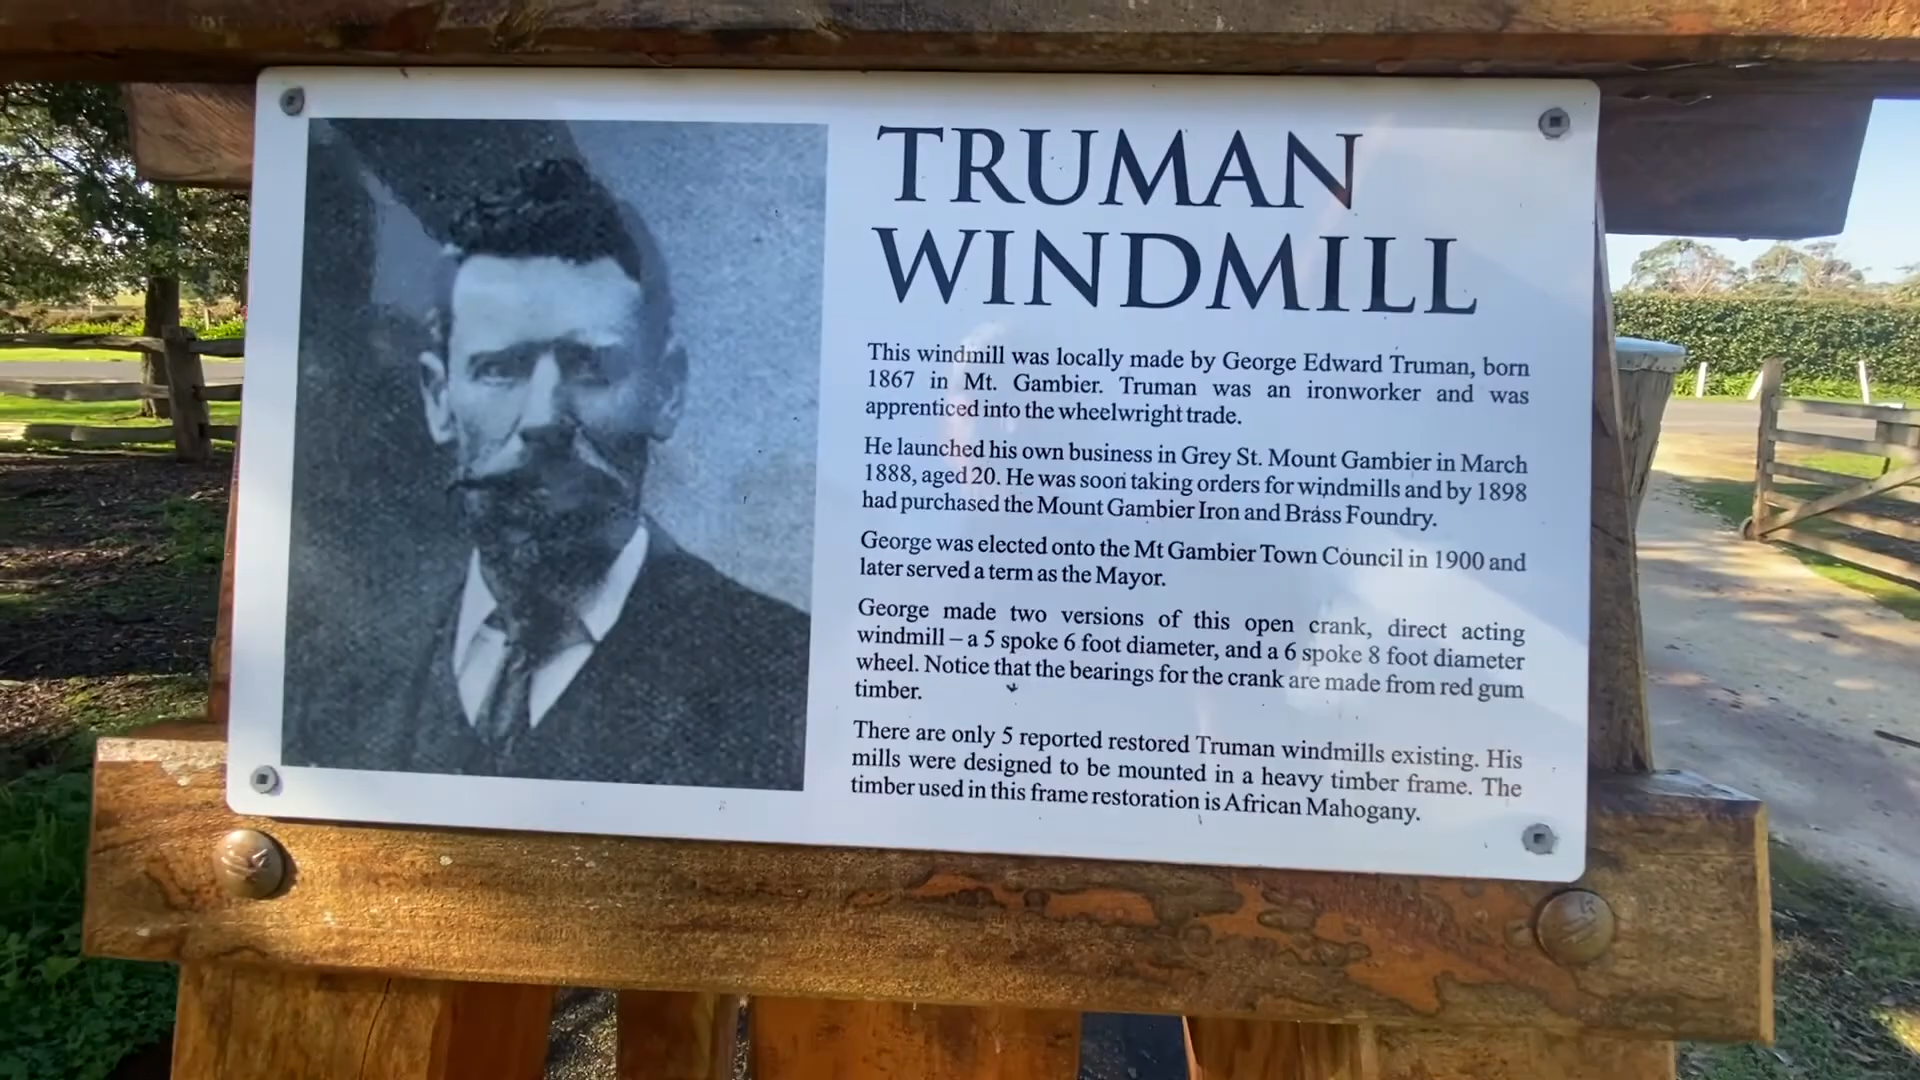 TRUMAN
WINDMILL
This windmill was locally made by George Edward Truman, born
1867 in Mt. Gambier. Truman was an ironworker and was
apprenticed into the wheelwright trade.
He launched his own business in Grey St. Mount Gambier in March
1888, aged 20. He was soon taking orders for windmills and by 1898
had purchased the Mount Gambier Iron and Brass Foundry.
George was elected onto the Mt Gambier Town Council in 1900 and
later served a term as the Mayor.
George made two versions of this open crank, direct acting
windmill – a 5 spoke 6 foot diameter, and a 6 spoke 8 foot diameter
wheel. Notice that the bearings for the crank are made from red gum
timber.
There are only 5 reported restored Truman windmills existing. His
mills were designed to be mounted in a heavy timber frame. The
timber used in this frame restoration is African Mahogany.